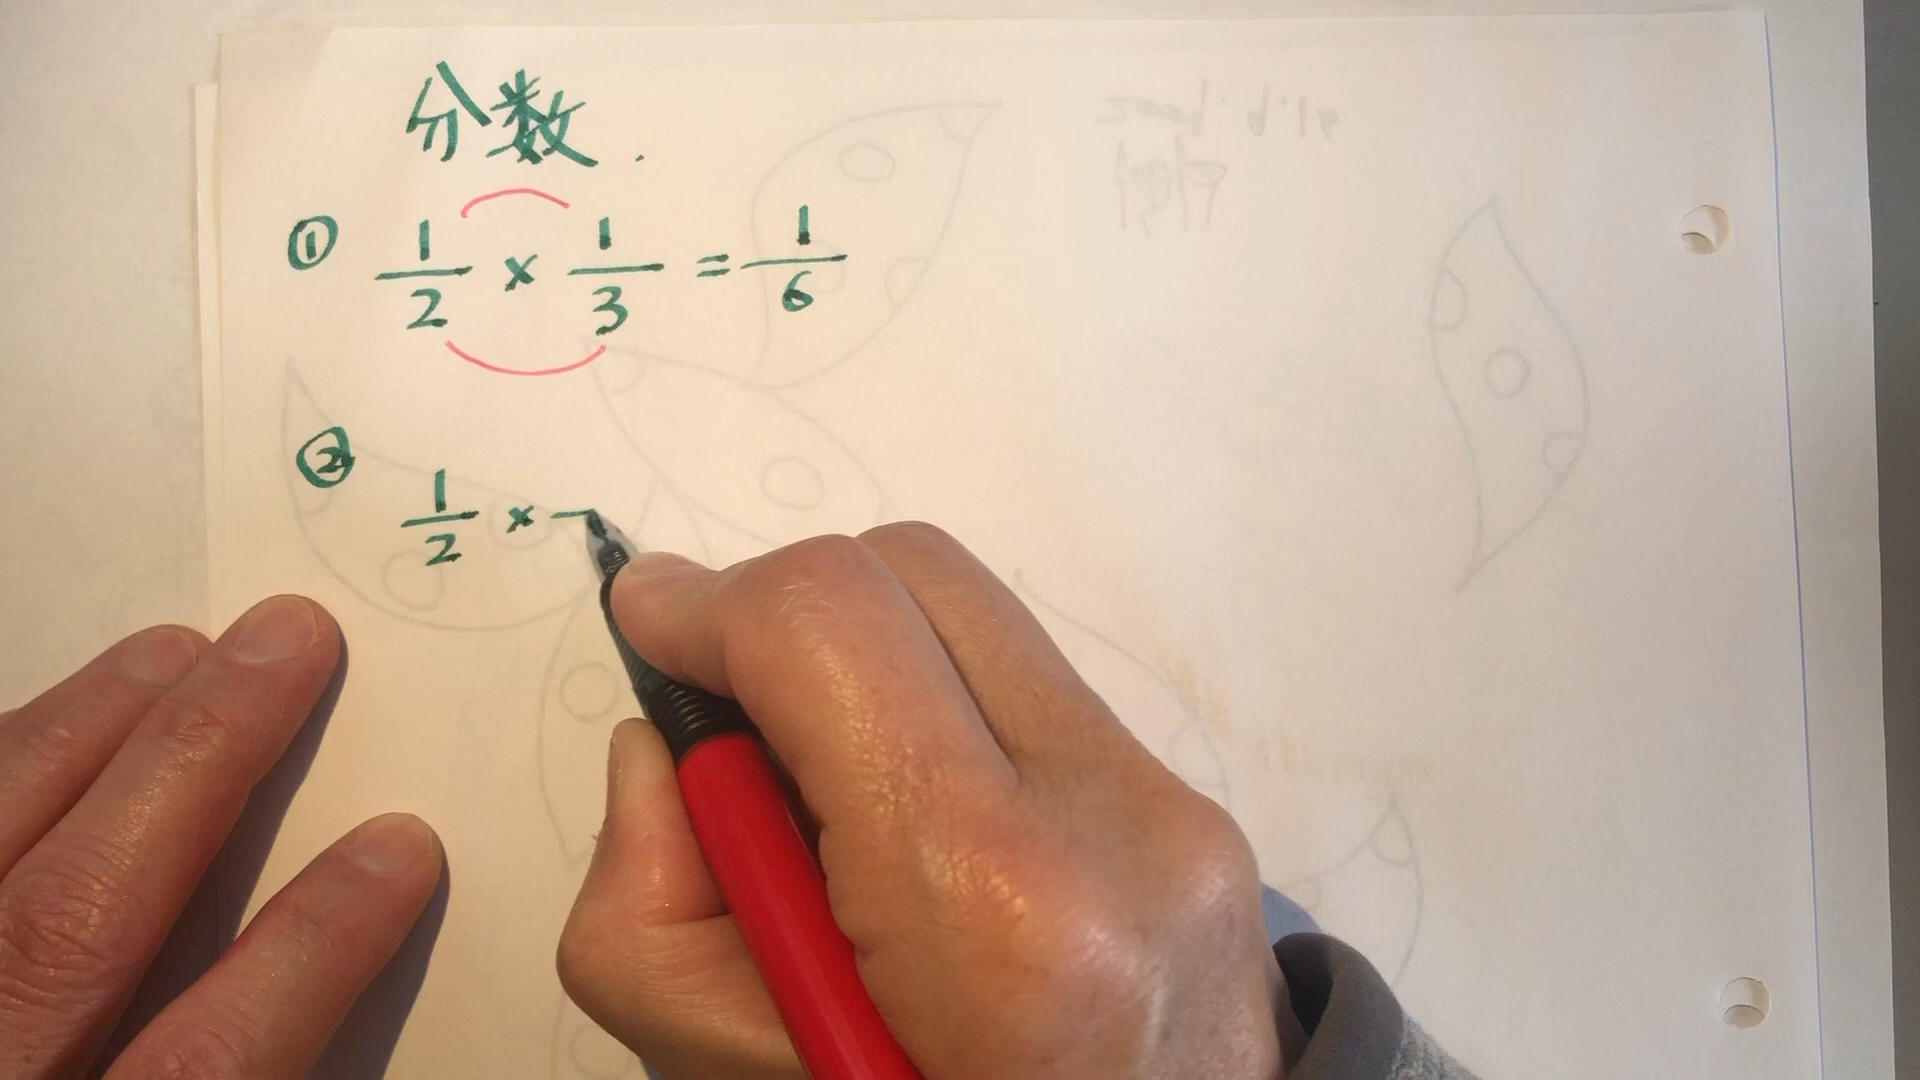 分数.
① 1/2 × 1/3 = 1/6
② 1/2 ×